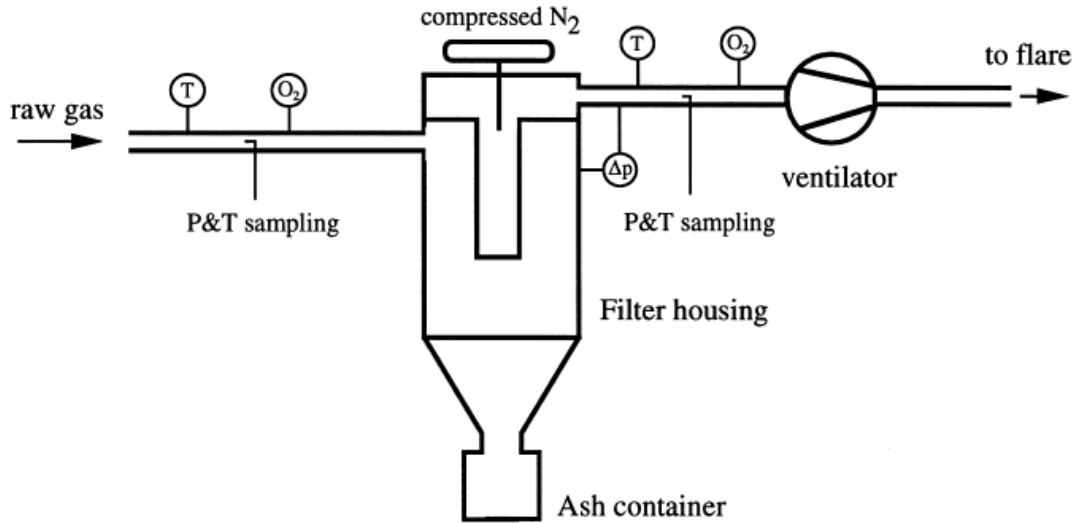 compressed N₂
T
O₂
to flare
T
O₂
raw gas
Δp
ventilator
P&T sampling
P&T sampling
Filter housing
Ash container